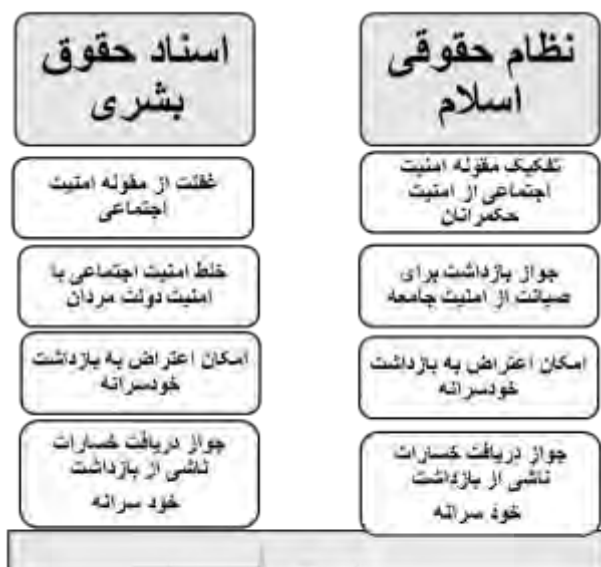 نظام حقوقی
اسلام
تفکیک مقوله امنیت
اجتماعی از امنیت
حکمرانان
جواز بازداشت برای
صیانت از امنیت جامعه
امکان اعتراض به بازداشت
خودسرانه
جواز دریافت خسارات
ناشی از بازداشت
خود سرانه
اسناد حقوق
بشری
غفلت از مقوله امنیت
اجتماعی
خلط امنیت اجتماعی با
امنیت دولت مردان
امکان اعتراض به بازداشت
خودسرانه
جواز دریافت خسارات
ناشی از بازداشت
خود سرانه